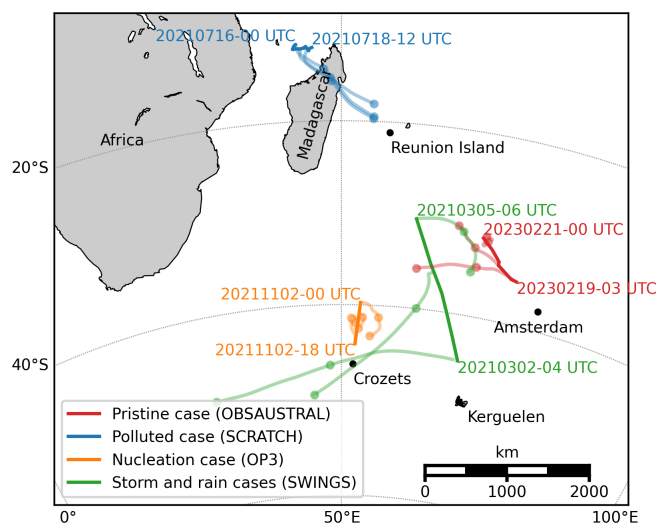 20210716-00 UTC
20210718-12 UTC
Africa
Madagascar
Reunion Island
20°S
20210305-06 UTC
20230221-00 UTC
20211102-00 UTC
20230219-03 UTC
Amsterdam
20211102-18 UTC
40°S
20210302-04 UTC
Crozets
Kerguelen
Pristine case (OBSAUSTRAL)
Polluted case (SCRATCH)
Nucleation case (OP3)
Storm and rain cases (SWINGS)
km
0 1000 2000
0° 50°E 100°E